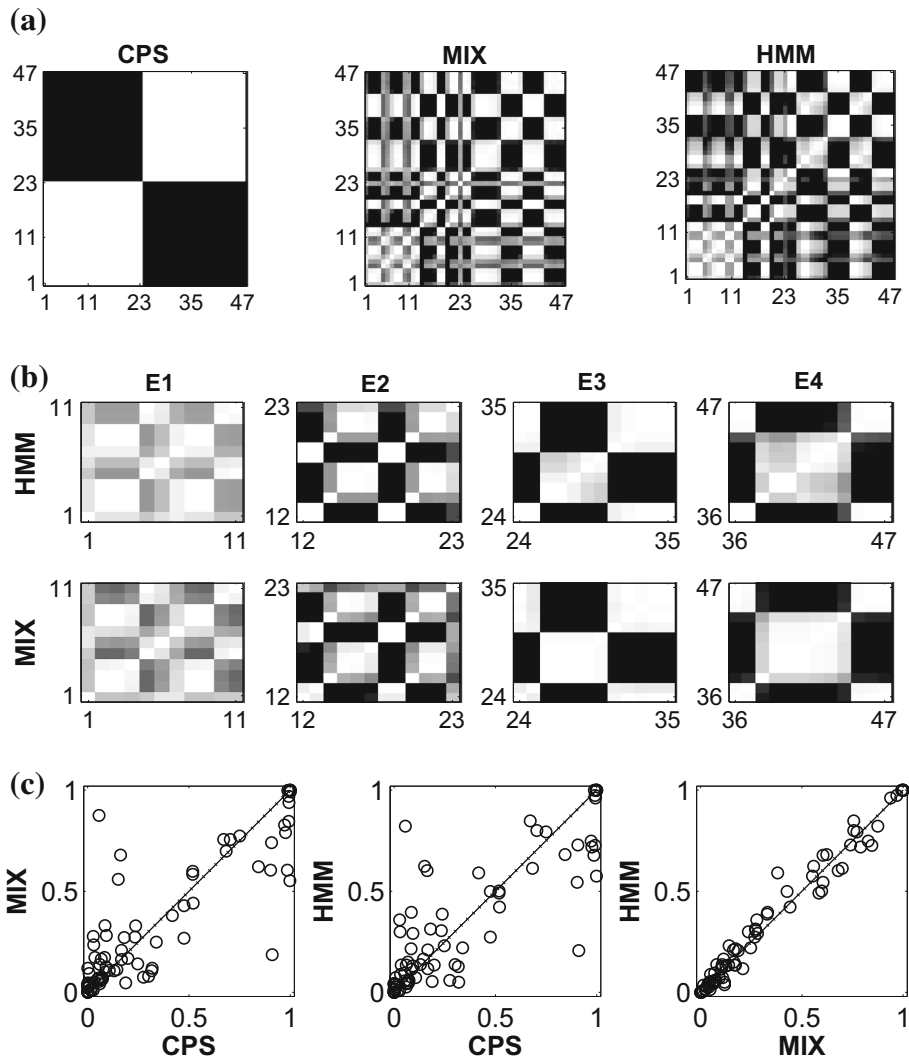 (a)
CPS MIX HMM
47 47 47
35 35 35
23 23 23
11 11 11
1 1 1
1 11 23 35 47 1 11 23 35 47 1 11 23 35 47
(b)
E1 E2 E3 E4
HMM
11 23 35 47
1 12 24 36
1 11 12 23 24 35 36 47
MIX
11 23 35 47
1 12 24 36
1 11 12 23 24 35 36 47
(c)
MIX HMM HMM
1 1 1
0.5 0.5 0.5
0 0 0
0 0.5 1 0 0.5 1 0 0.5 1
CPS CPS MIX